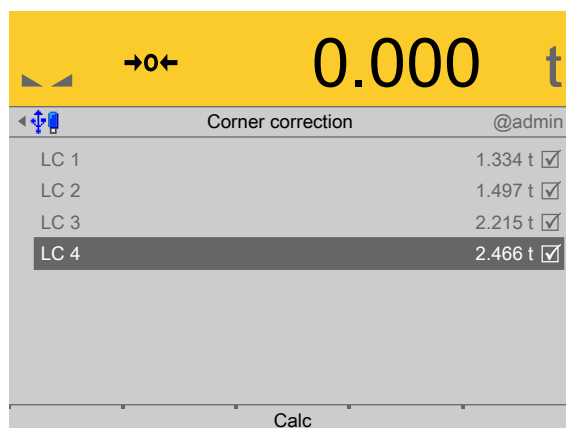 →0← 0.000 t
Corner correction @admin
LC 1 1.334 t
LC 2 1.497 t
LC 3 2.215 t
LC 4 2.466 t
Calc